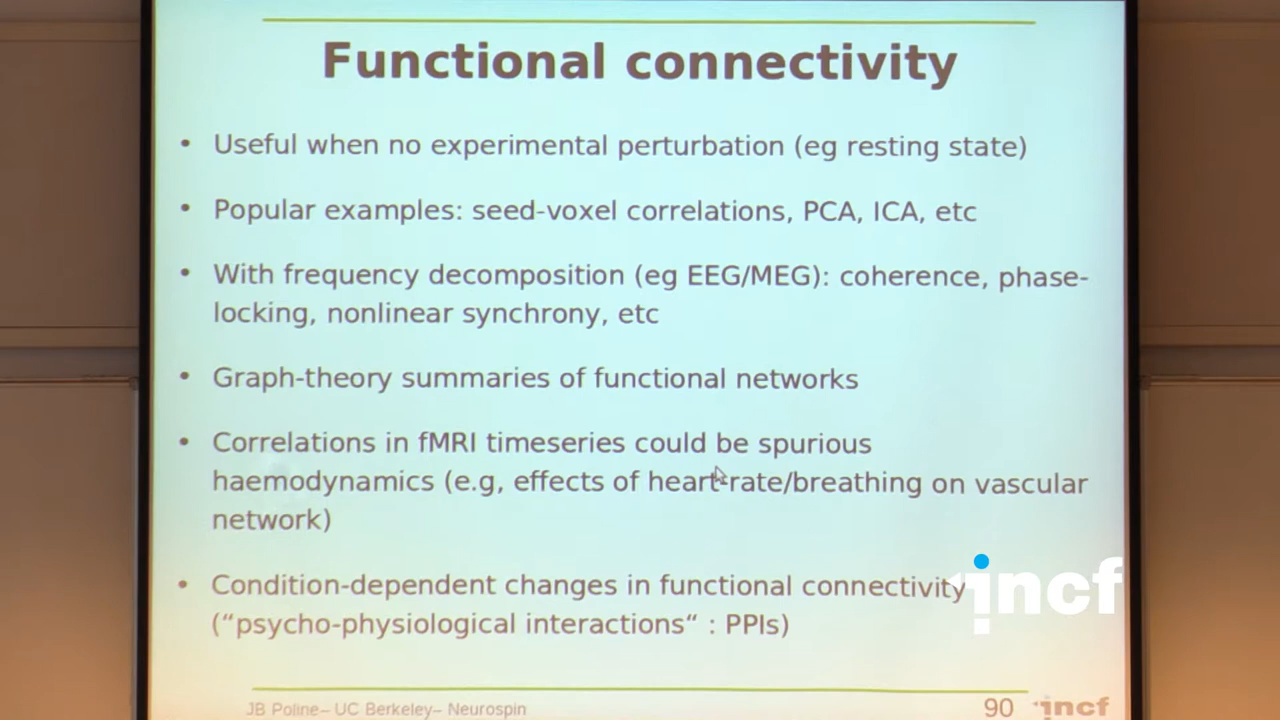 Functional connectivity
• Useful when no experimental perturbation (eg resting state)
• Popular examples: seed-voxel correlations, PCA, ICA, etc
• With frequency decomposition (eg EEG/MEG): coherence, phase-
locking, nonlinear synchrony, etc
• Graph-theory summaries of functional networks
• Correlations in fMRI timeseries could be spurious
haemodynamics (e.g, effects of heart-rate/breathing on vascular
network)
• Condition-dependent changes in functional connectivity
(“psycho-physiological interactions“ : PPIs)
incf
JB Poline– UC Berkeley– Neurospin
90
incf